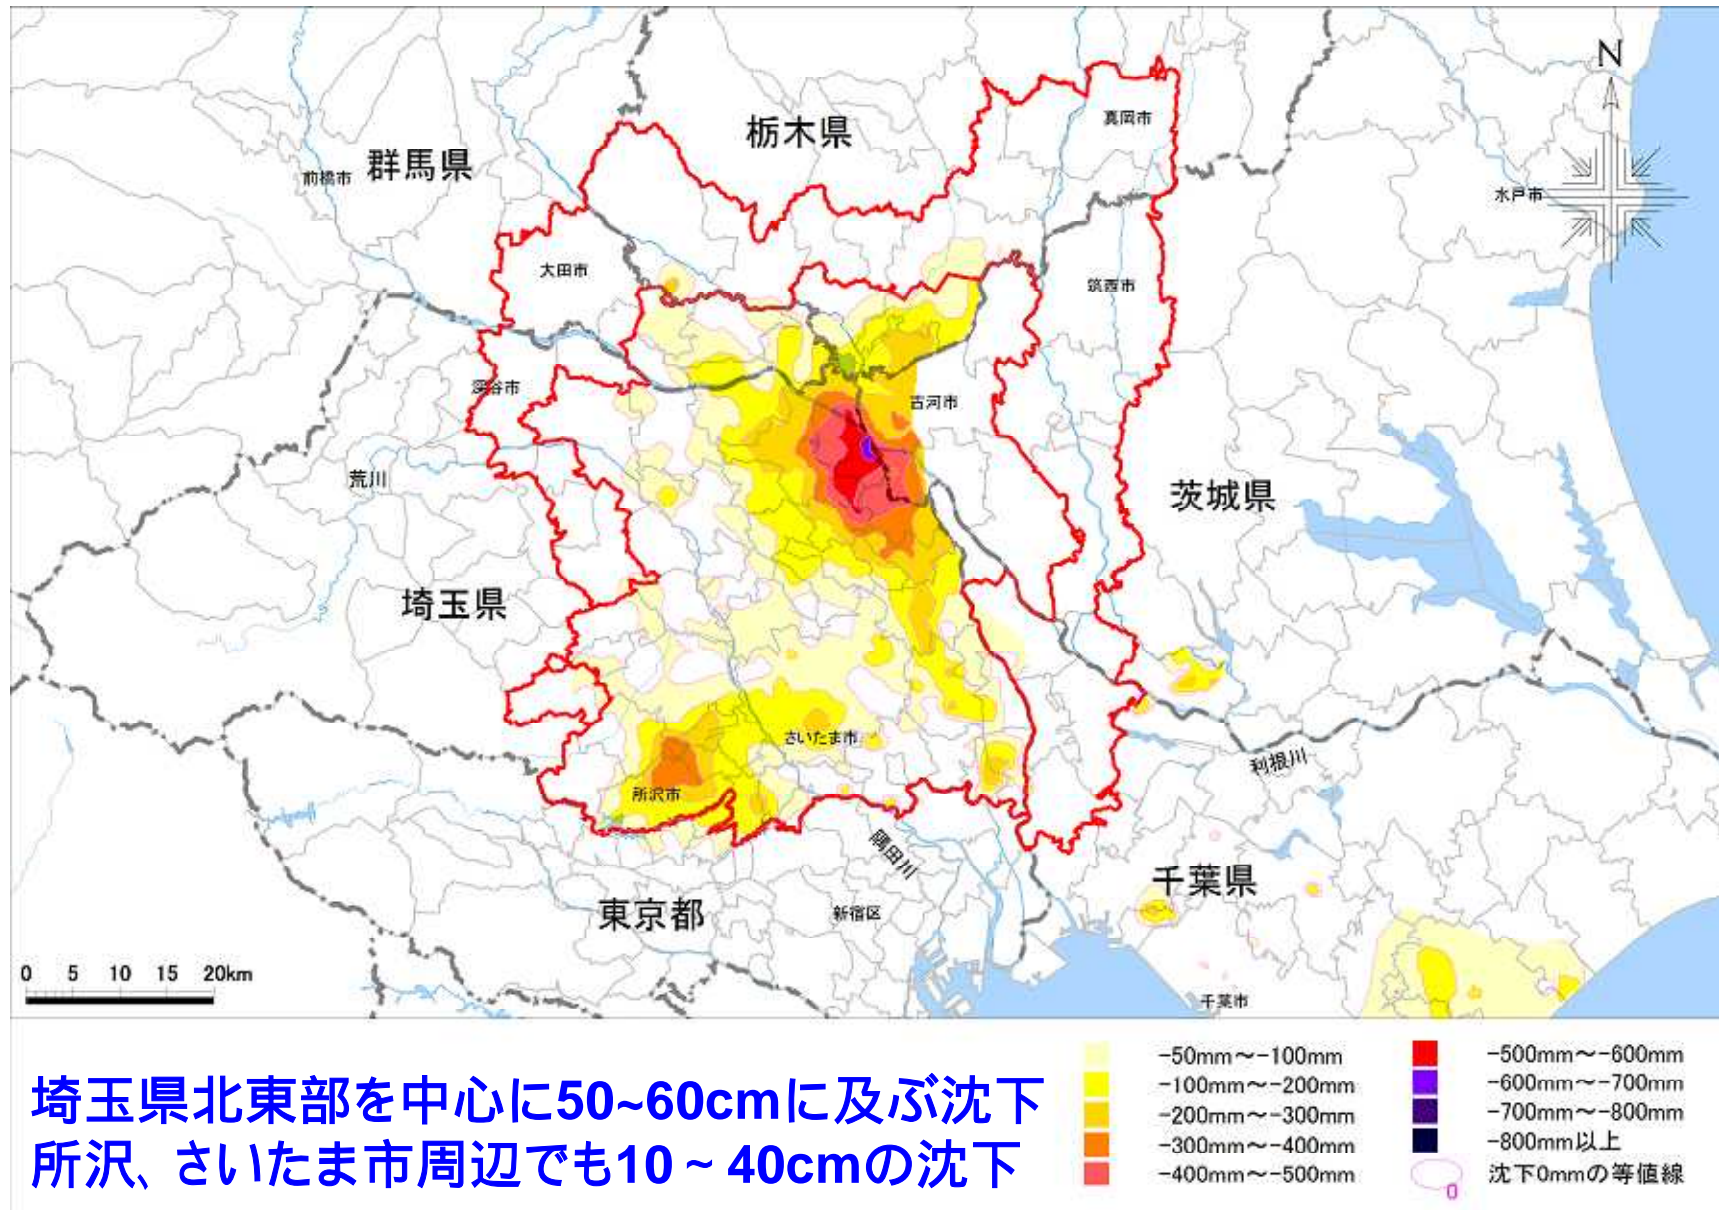 N
栃木県
真岡市
群馬県
前橋市
水戸市
大田市
筑西市
深谷市
古河市
荒川
茨城県
埼玉県
さいたま市
利根川
所沢市
隅田川
千葉県
東京都
新宿区
0 5 10 15 20km
千葉市
埼玉県北東部を中心に50~60cmに及ぶ沈下
所沢、さいたま市周辺でも10～40cmの沈下
-50mm～-100mm
-100mm～-200mm
-200mm～-300mm
-300mm～-400mm
-400mm～-500mm
-500mm～-600mm
-600mm～-700mm
-700mm～-800mm
-800mm以上
0
沈下0mmの等値線